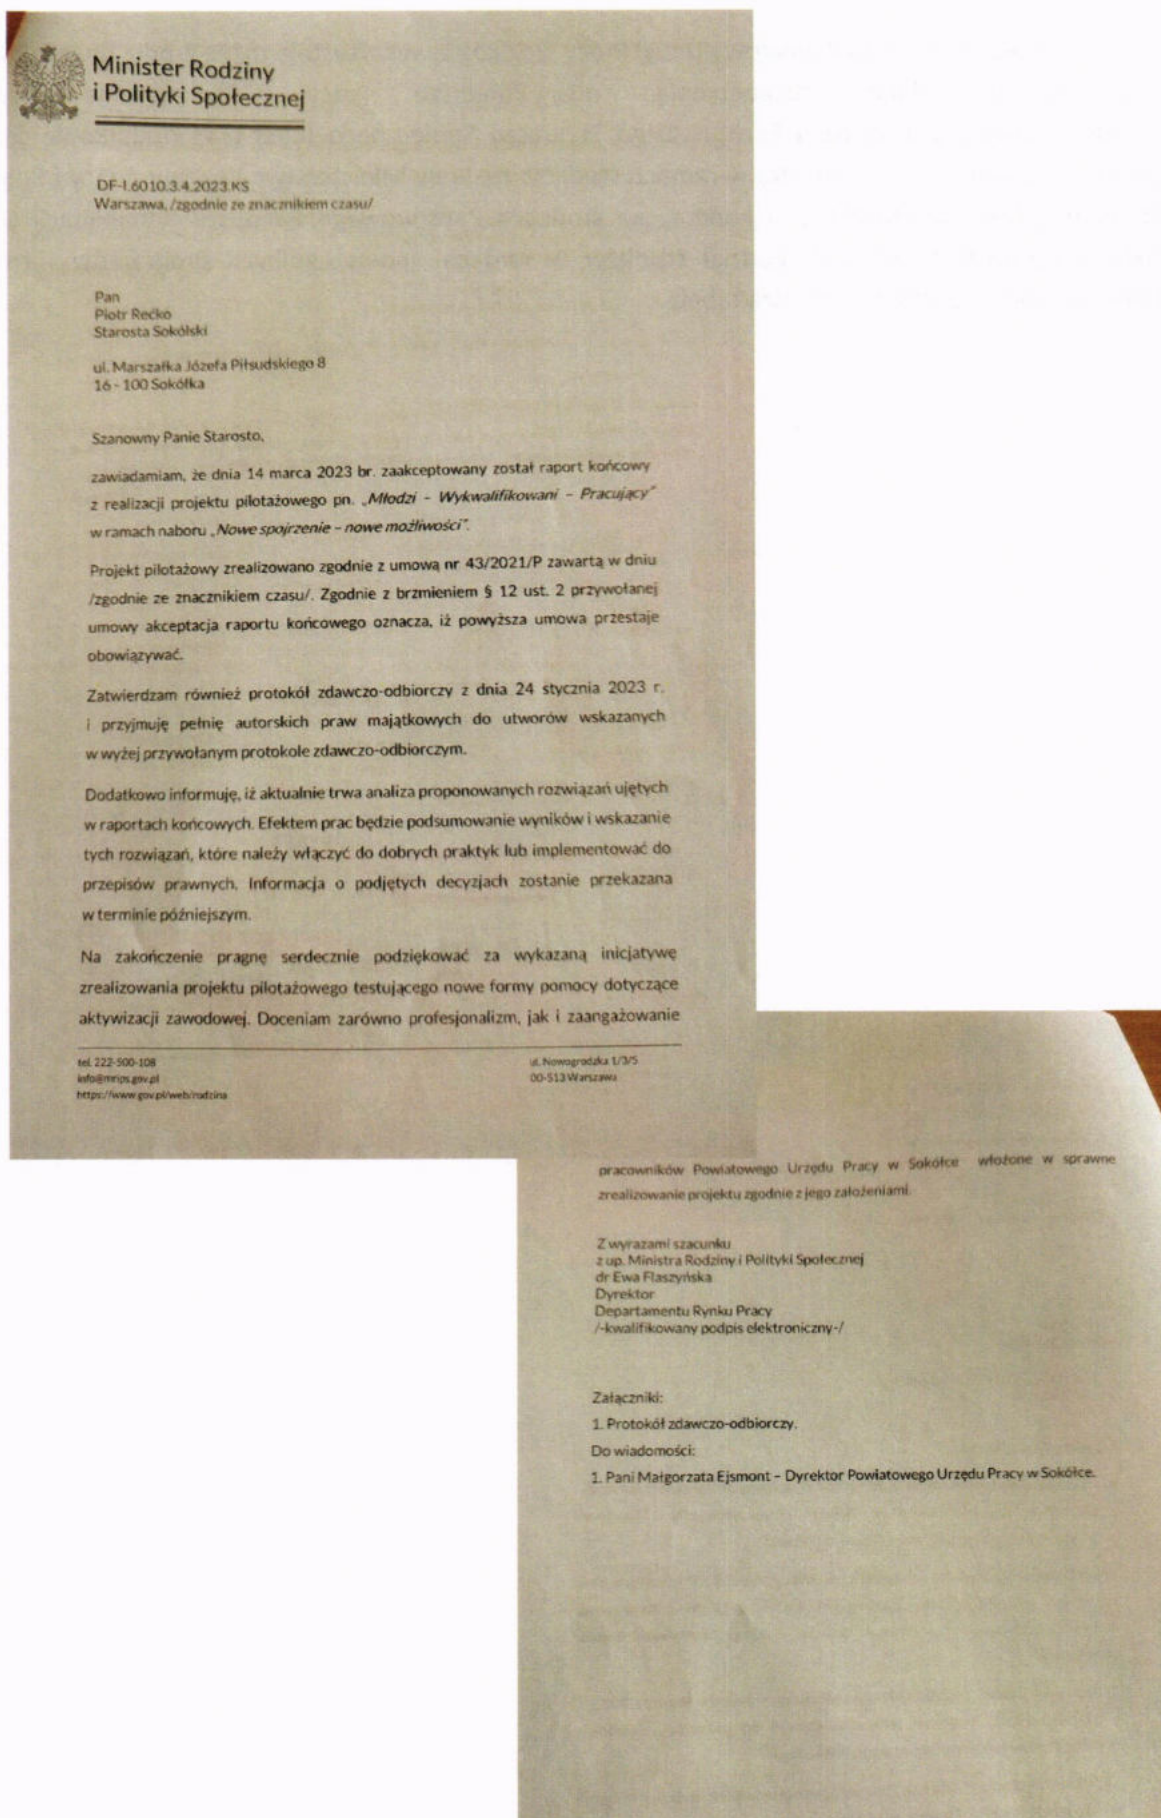 Minister Rodziny
i Polityki Społecznej
DF-I.6010.3.4.2023.KS
Warszawa, /zgodnie ze znacznikiem czasu/
Pan
Piotr Rećko
Starosta Sokólski
ul. Marszałka Józefa Piłsudskiego 8
16 - 100 Sokółka
Szanowny Panie Starosto,
zawiadamiam, że dnia 14 marca 2023 br. zaakceptowany został raport końcowy
z realizacji projektu pilotażowego pn. „Młodzi – Wykwalifikowani – Pracujący”
w ramach naboru „Nowe spojrzenie – nowe możliwości”.
Projekt pilotażowy zrealizowano zgodnie z umową nr 43/2021/P zawartą w dniu
/zgodnie ze znacznikiem czasu/. Zgodnie z brzmieniem § 12 ust. 2 przywołanej
umowy akceptacja raportu końcowego oznacza, iż powyższa umowa przestaje
obowiązywać.
Zatwierdzam również protokół zdawczo-odbiorczy z dnia 24 stycznia 2023 r.
i przyjmuję pełnię autorskich praw majątkowych do utworów wskazanych
w wyżej przywołanym protokole zdawczo-odbiorczym.
Dodatkowo informuję, iż aktualnie trwa analiza proponowanych rozwiązań ujętych
w raportach końcowych. Efektem prac będzie podsumowanie wyników i wskazanie
tych rozwiązań, które należy włączyć do dobrych praktyk lub implementować do
przepisów prawnych. Informacja o podjętych decyzjach zostanie przekazana
w terminie późniejszym.
Na zakończenie pragnę serdecznie podziękować za wykazaną inicjatywę
zrealizowania projektu pilotażowego testującego nowe formy pomocy dotyczące
aktywizacji zawodowej. Doceniam zarówno profesjonalizm, jak i zaangażowanie
tel. 222-500-108
info@mrips.gov.pl
https://www.gov.pl/web/rodzina
ul. Nowogrodzka 1/3/5
00-513 Warszawa
pracowników Powiatowego Urzędu Pracy w Sokółce włożone w sprawne
zrealizowanie projektu zgodnie z jego założeniami.
Z wyrazami szacunku
z up. Ministra Rodziny i Polityki Społecznej
dr Ewa Flaszyńska
Dyrektor
Departamentu Rynku Pracy
/-kwalifikowany podpis elektroniczny-/
Załączniki:
1. Protokół zdawczo-odbiorczy.
Do wiadomości:
1. Pani Małgorzata Ejsmont – Dyrektor Powiatowego Urzędu Pracy w Sokółce.